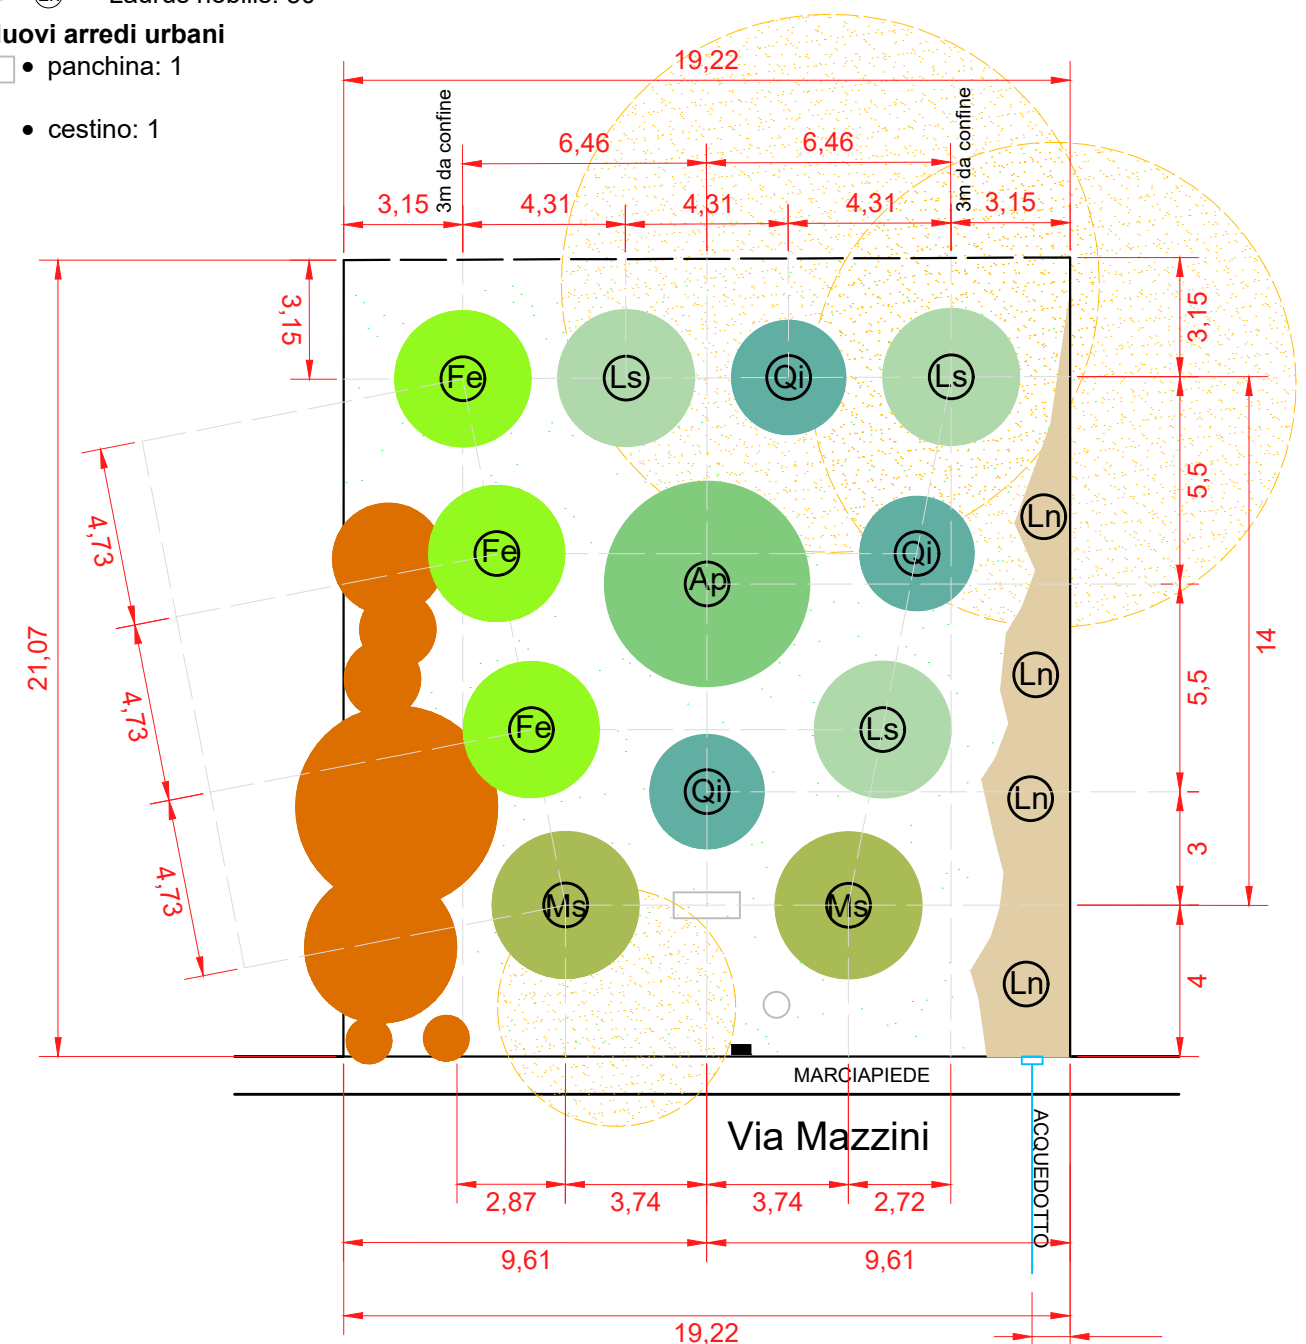 Ln
Nuovi arredi urbani
• panchina: 1
• cestino: 1
19,22
3m da confine
3m da confine
6,46
6,46
3,15
4,31
4,31
4,31
3,15
3,15
3,15
Fe
Ls
Qi
Ls
5,5
4,73
Ln
Fe
Qi
Ap
21,07
14
4,73
Ln
5,5
Fe
Ls
Qi
Ln
3
4,73
Ms
Ms
Ln
4
MARCIAPIEDE
Via Mazzini
ACQUEDOTTO
2,87
3,74
3,74
2,72
9,61
9,61
19,22